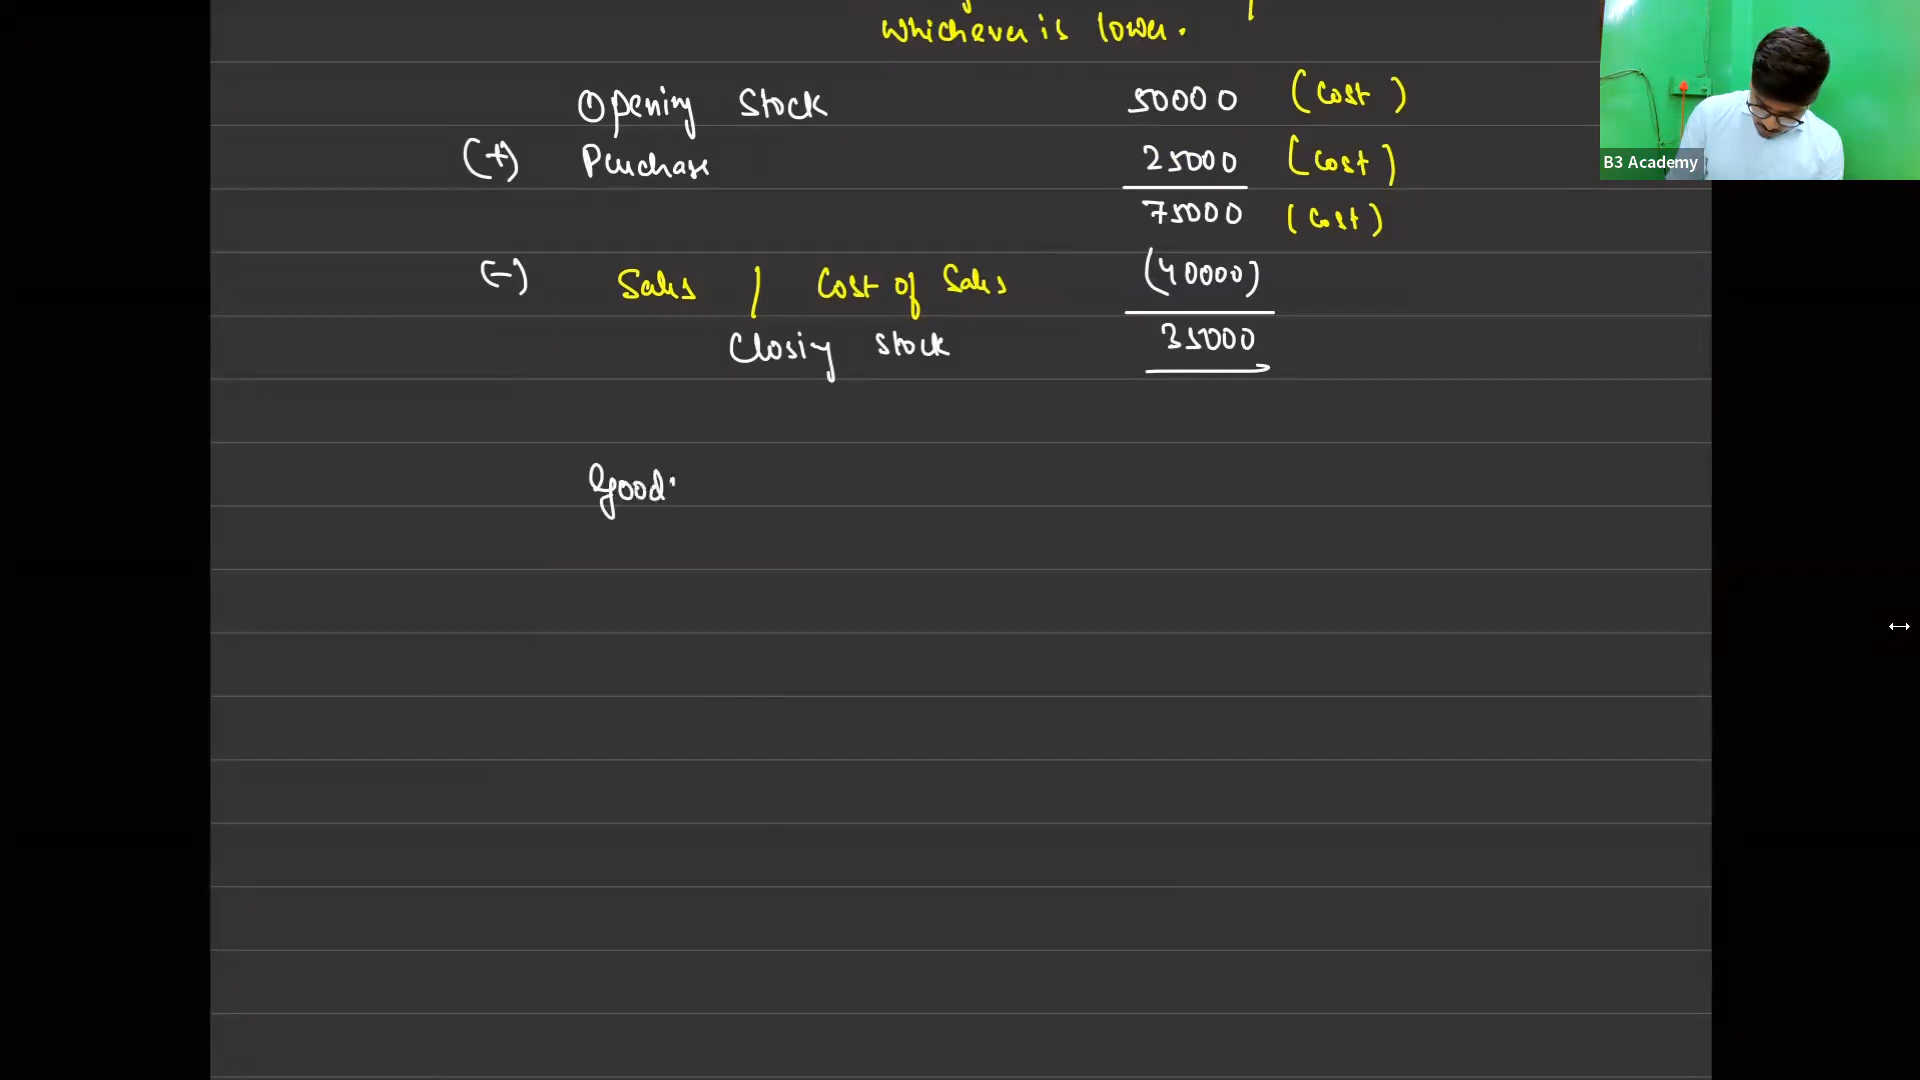 whichever is lower.
Opening Stock 50000 (Cost)
(+) Purchase 25000 (Cost)
75000 (Cost)
(-) Sales / Cost of Sales (40000)
Closing Stock 35000
Good
B3 Academy